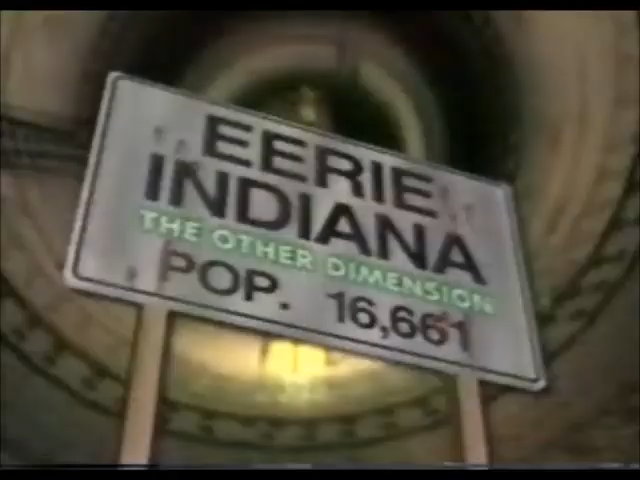 EERIE
INDIANA
THE OTHER DIMENSION
POP. 16,661